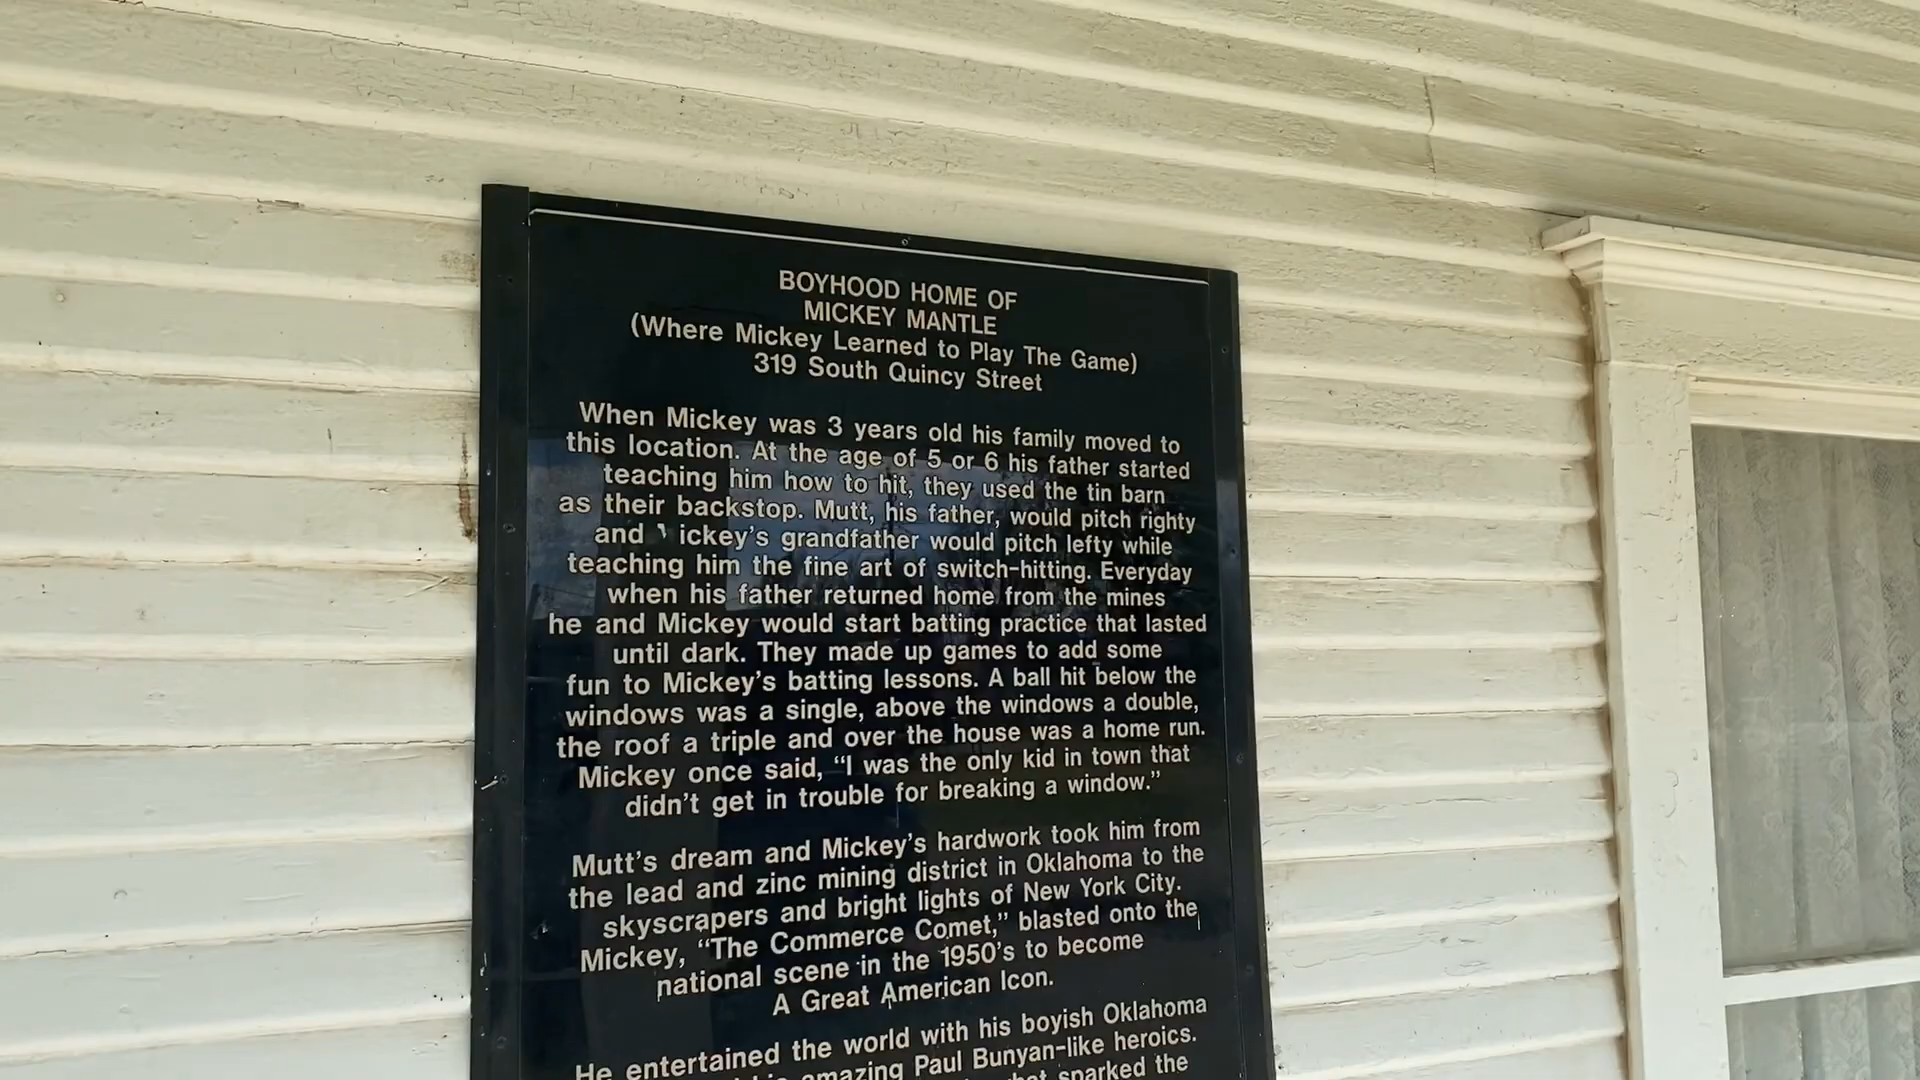 BOYHOOD HOME OF
MICKEY MANTLE
(Where Mickey Learned to Play The Game)
319 South Quincy Street
When Mickey was 3 years old his family moved to
this location. At the age of 5 or 6 his father started
teaching him how to hit, they used the tin barn
as their backstop. Mutt, his father, would pitch righty
and ickey's grandfather would pitch lefty while
teaching him the fine art of switch-hitting. Everyday
when his father returned home from the mines
he and Mickey would start batting practice that lasted
until dark. They made up games to add some
fun to Mickey's batting lessons. A ball hit below the
windows was a single, above the windows a double,
the roof a triple and over the house was a home run.
Mickey once said, “I was the only kid in town that
didn't get in trouble for breaking a window.”
Mutt's dream and Mickey's hardwork took him from
the lead and zinc mining district in Oklahoma to the
skyscrapers and bright lights of New York City.
Mickey, “The Commerce Comet,” blasted onto the
national scene in the 1950's to become
A Great American Icon.
He entertained the world with his boyish Oklahoma
amazing Paul Bunyan-like heroics.
that sparked the